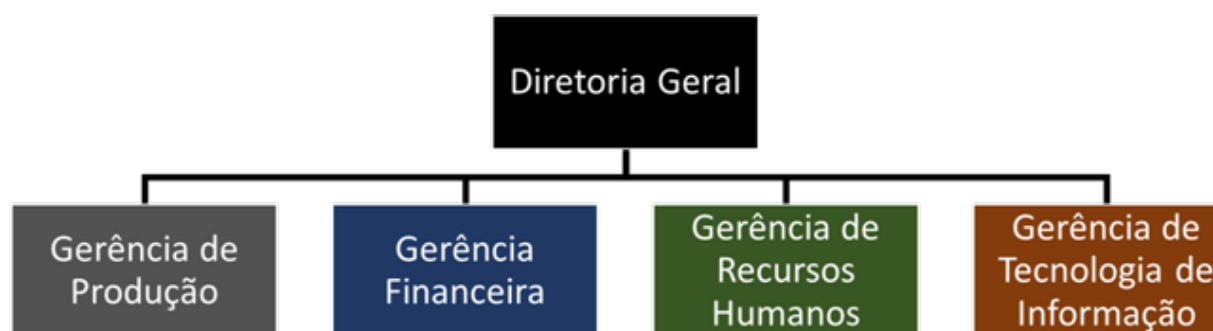 Diretoria Geral
Gerência de
Produção
Gerência
Financeira
Gerência de
Recursos
Humanos
Gerência de
Tecnologia de
Informação